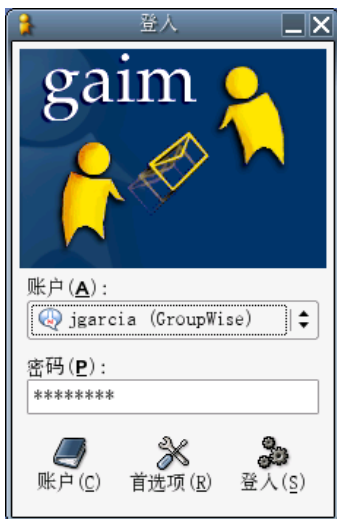 登入
gaim
账户(A):
jgarcia (GroupWise)
密码(P):
********
账户(C) 首选项(R) 登入(S)